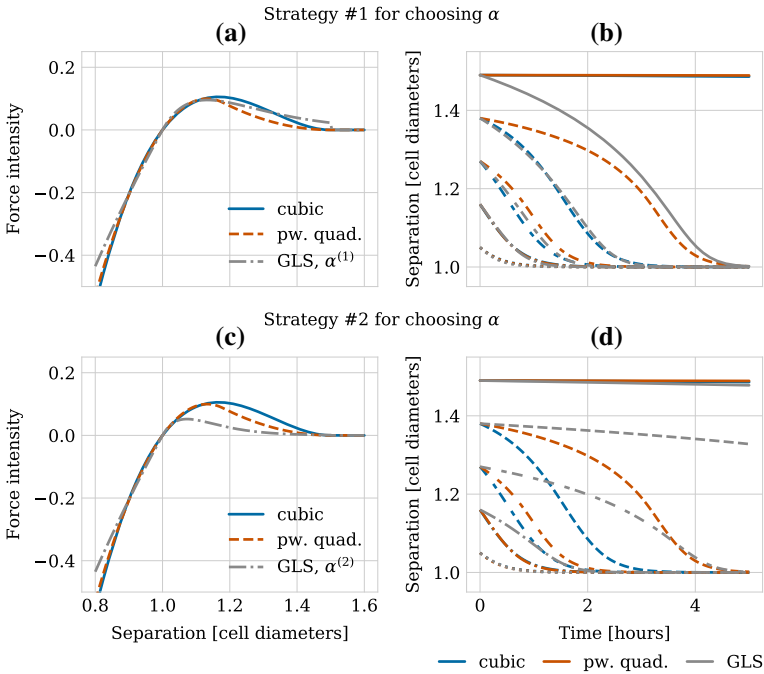 Strategy #1 for choosing α
(a)
(b)
Force intensity
0.2
0.0
−0.2
−0.4
cubic
pw. quad.
GLS, α(1)
Separation [cell diameters]
1.4
1.2
1.0
Strategy #2 for choosing α
(c)
(d)
Force intensity
0.2
0.0
−0.2
−0.4
cubic
pw. quad.
GLS, α(2)
0.8 1.0 1.2 1.4 1.6
Separation [cell diameters]
Separation [cell diameters]
1.4
1.2
1.0
0 2 4
Time [hours]
cubic pw. quad. GLS